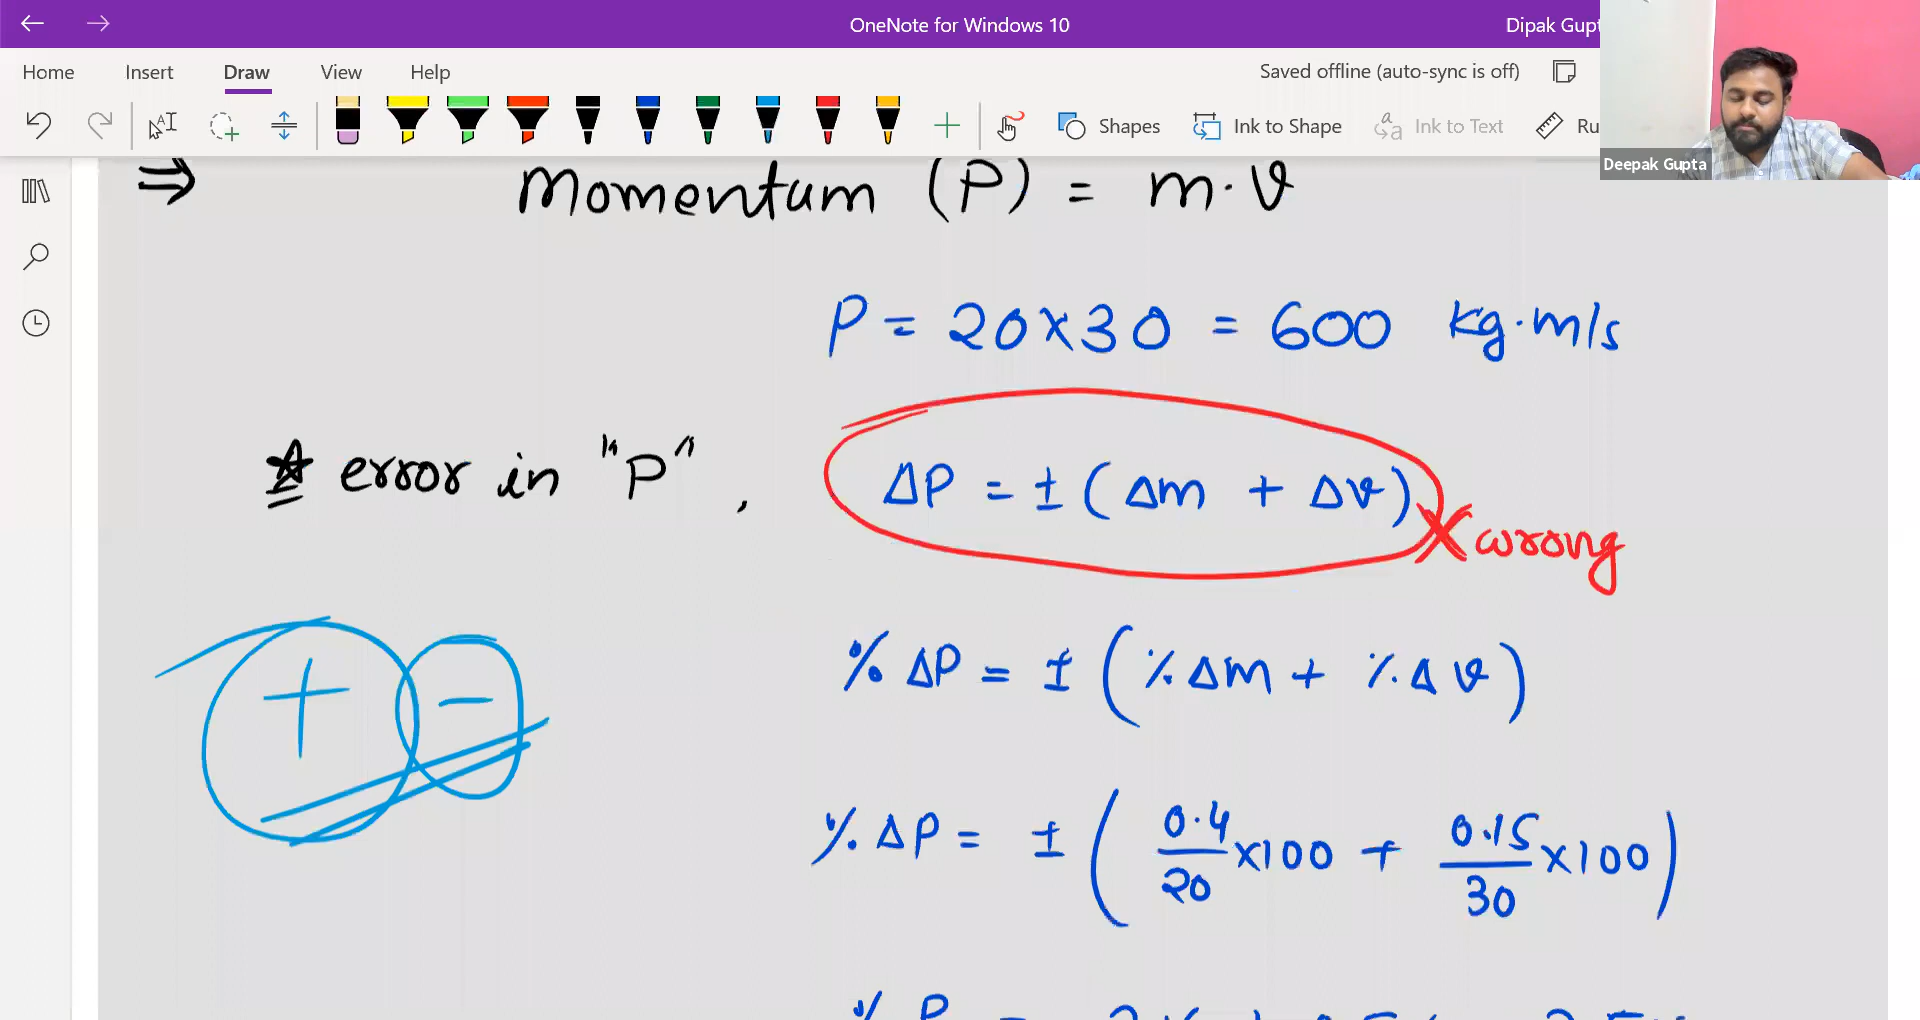 OneNote for Windows 10
Dipak Gupt
Home Insert Draw View Help
Saved offline (auto-sync is off)
Shapes Ink to Shape Ink to Text Ru
Deepak Gupta
⇒ Momentum (P) = m·v
P = 20×30 = 600 kg·m/s
* error in "P", ΔP = ± (Δm + Δv) × wrong
% ΔP = ± (% Δm + % Δv)
+ −
% ΔP = ± (0.4/20 ×100 + 0.15/30 ×100)